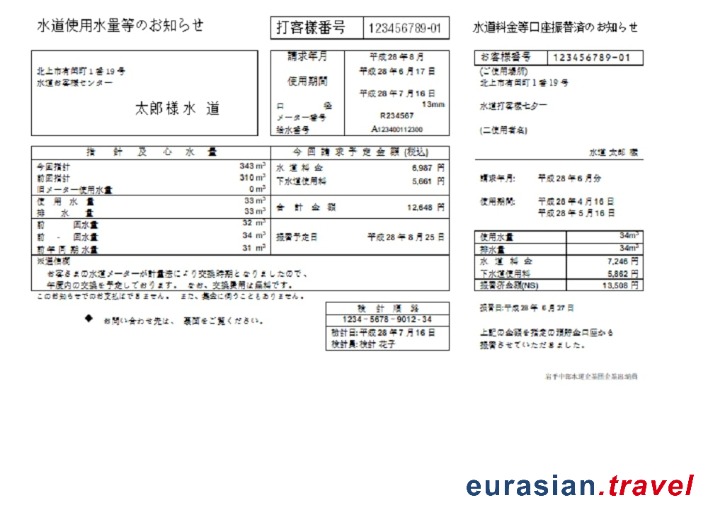 水道使用水量等のお知らせ
打客様番号 123456789-01
北上市有岡町1番19号
水道お客様センター
太郎様水 道
請求年月 平成28年8月
使用期間 平成28年6月17日
平成28年7月16日
口 径 13mm
メーター番号 R234567
給水番号 A123400112300
指 針 及 心 水 量
今回指針 343 m³
前回指針 310 m³
旧メーター使用水量 0 m³
使 用 水 量 33 m³
排 水 量 33 m³
前 回水量 32 m³
前 - 回水量 34 m³
前年同期水量 31 m³
今 回 請 求 予 定 金 額 (税込)
水 道 料 金 6,987 円
下水道使用料 5,661 円
合 計 金 額 12,648 円
振替予定日 平成28年8月25日
※通信欄
お客さまの水道メーターが計量法により交換時期となりましたので、
年度内の交換を予定しております。 なお、交換費用は無料です。
このお知らせでのお支払はできません。 また、集金に伺うこともありません。
◆ お問い合わせ先は、 裏面をご覧ください。
検 針 順 路
1234-5678-9012-34
検針日:平成28年7月16日
検針員:検針 花子
水道料金等口座振替済のお知らせ
お客様番号 123456789-01
(ご使用場所)
北上市有岡町1番19号
水道打客様七夕ー
(二使用者名)
水道 太郎 様
請求年月: 平成28年6月分
使用期間: 平成28年4月16日
平成28年5月16日
使用水量 34m³
排水量 34m³
水 道 料 金 7,246 円
下水道使用料 5,862 円
振替済金額(NS) 13,508 円
振替日:平成28年 6月27日
上記の金額を指定の預貯金口座から
振替させていただきました。
岩手中部水道企業団企業出納員
eurasian.travel